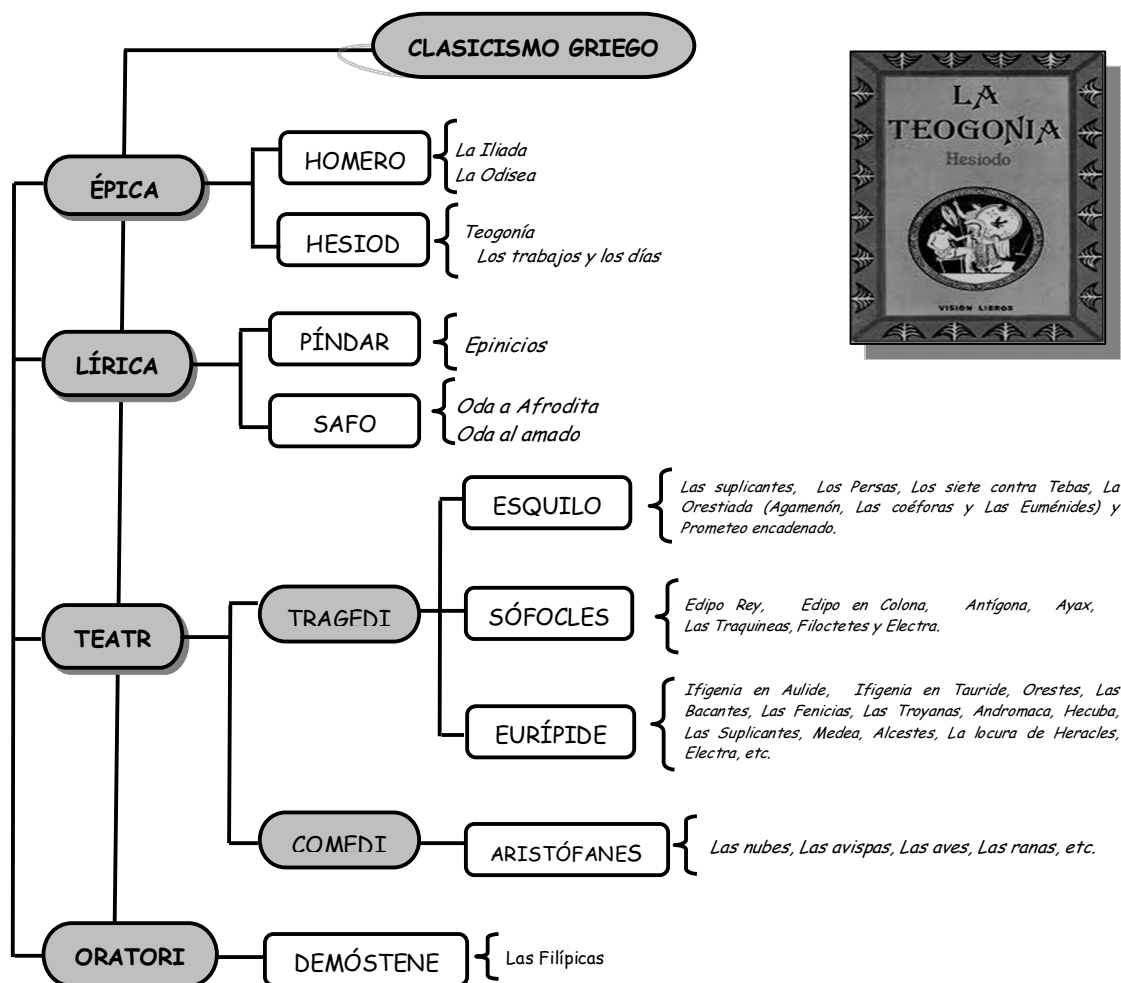 CLASICISMO GRIEGO
LA
TEOGONIA
Hesiodo
VISION LIBROS
ÉPICA
HOMERO
La Iliada
La Odisea
HESIOD
Teogonía
Los trabajos y los días
LÍRICA
PÍNDAR
Epinicios
SAFO
Oda a Afrodita
Oda al amado
TEATR
TRAGEDI
ESQUILO
Las suplicantes, Los Persas, Los siete contra Tebas, La
Orestiada (Agamenón, Las coéforas y Las Euménides) y
Prometeo encadenado.
SÓFOCLES
Edipo Rey, Edipo en Colona, Antígona, Ayax,
Las Traquineas, Filoctetes y Electra.
EURÍPIDE
Ifigenia en Aulide, Ifigenia en Tauride, Orestes, Las
Bacantes, Las Fenicias, Las Troyanas, Andromaca, Hecuba,
Las Suplicantes, Medea, Alcestes, La locura de Heracles,
Electra, etc.
COMEDI
ARISTÓFANES
Las nubes, Las avispas, Las aves, Las ranas, etc.
ORATORI
DEMÓSTENE
Las Filípicas